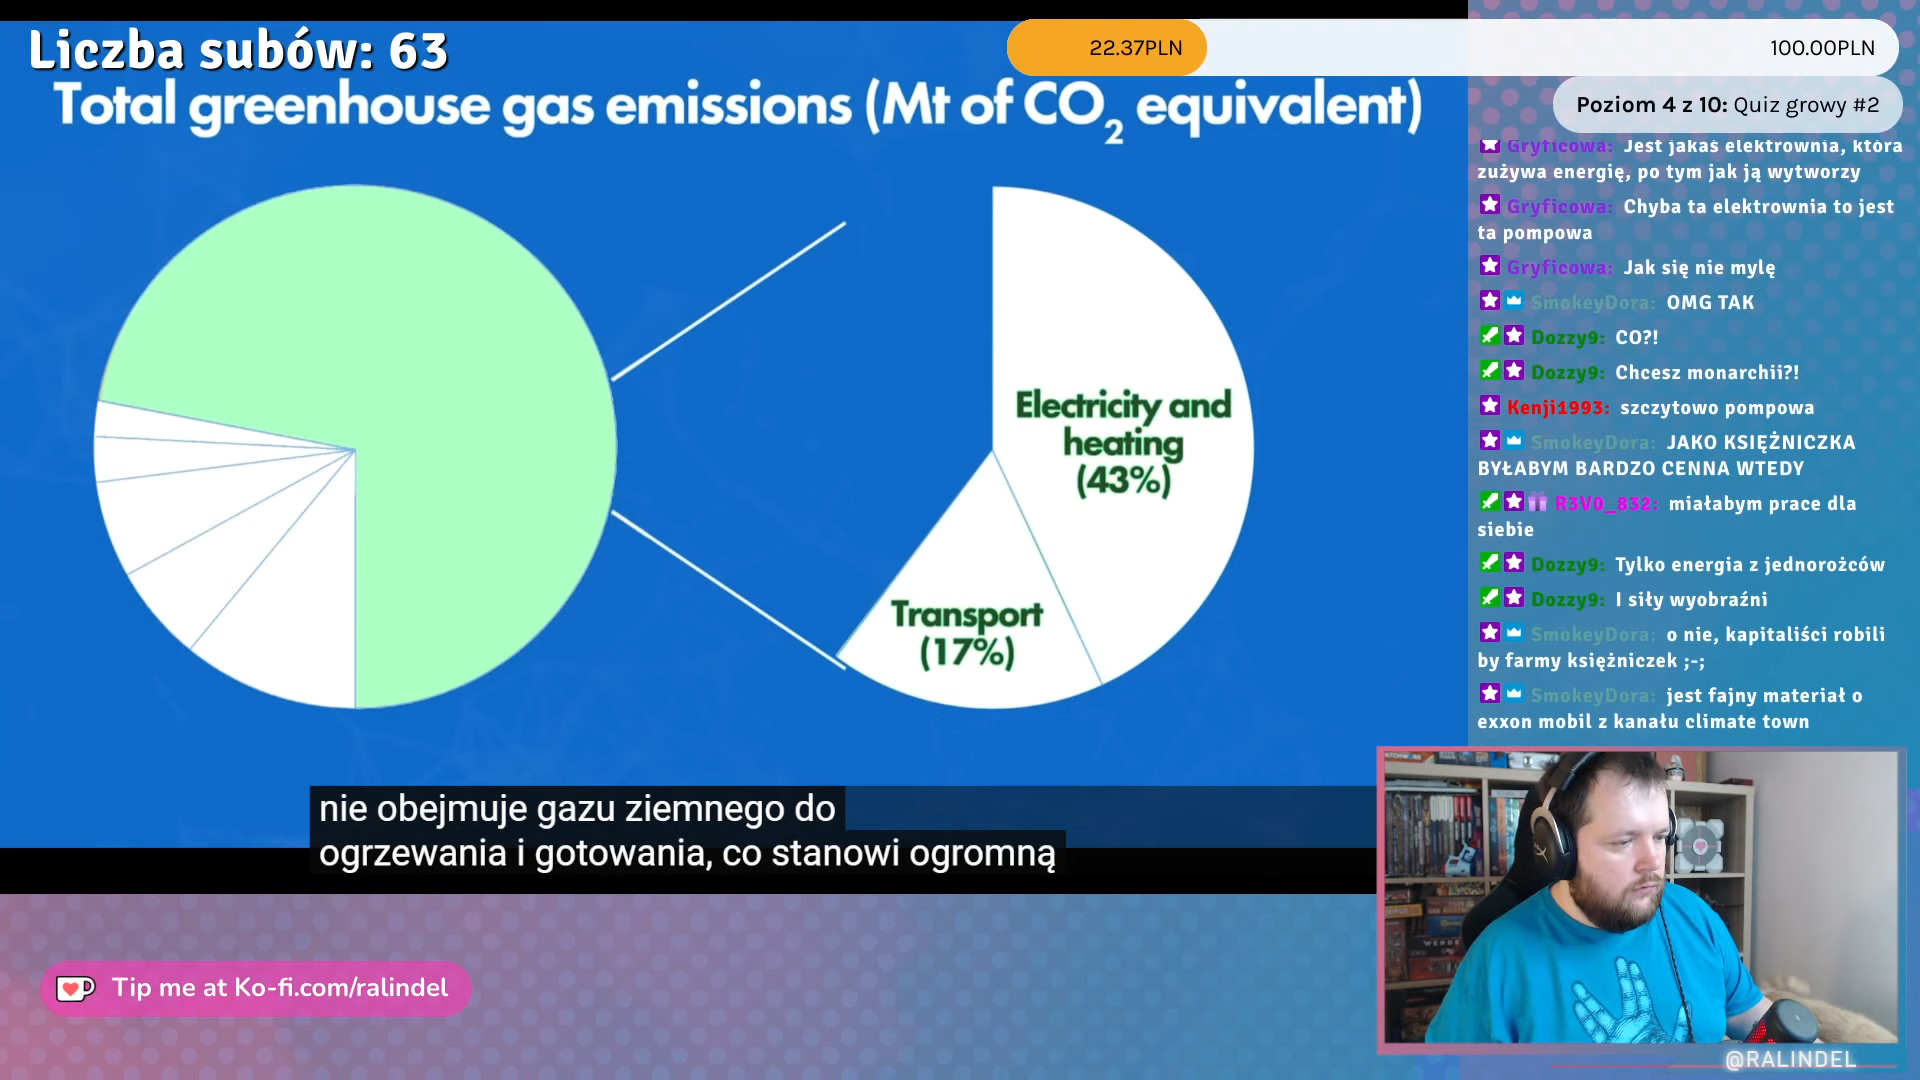 Liczba subów: 63
22.37PLN
100.00PLN
Total greenhouse gas emissions (Mt of CO2 equivalent)
Poziom 4 z 10: Quiz growy #2
Gryficowa: Jest jakaś elektrownia, która
zużywa energię, po tym jak ją wytworzy
Gryficowa: Chyba ta elektrownia to jest
ta pompowa
Gryficowa: Jak się nie mylę
SmokeyDora: OMG TAK
Dozzy9: CO?!
Dozzy9: Chcesz monarchii?!
Kenji1993: szczytowo pompowa
SmokeyDora: JAKO KSIĘŻNICZKA
BYŁABYM BARDZO CENNA WTEDY
R3V0_832: miałabym prace dla
siebie
Dozzy9: Tylko energia z jednorożców
Dozzy9: I siły wyobraźni
SmokeyDora: o nie, kapitaliści robili
by farmy księżniczek ;-;
SmokeyDora: jest fajny materiał o
exxon mobil z kanału climate town
Electricity and
heating
(43%)
Transport
(17%)
nie obejmuje gazu ziemnego do
ogrzewania i gotowania, co stanowi ogromną
Tip me at Ko-fi.com/ralindel
@RALINDEL